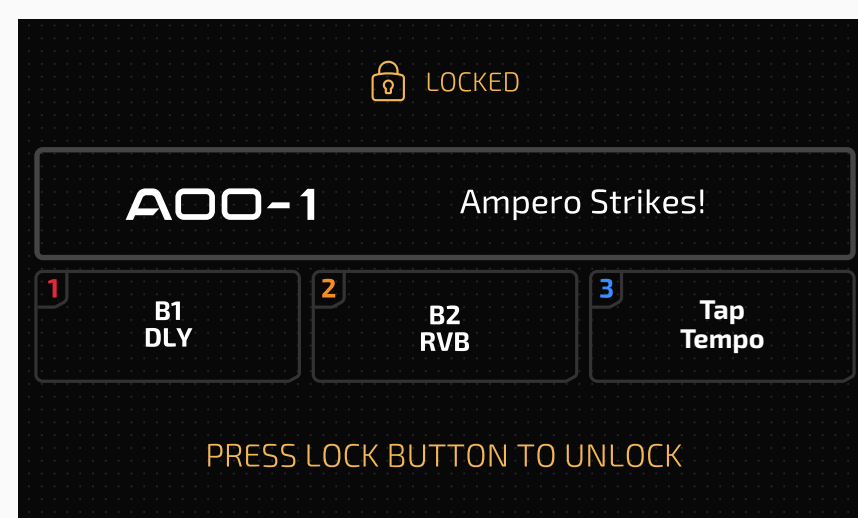 LOCKED
A00-1 Ampero Strikes!
1
B1
DLY
2
B2
RVB
3
Tap
Tempo
PRESS LOCK BUTTON TO UNLOCK